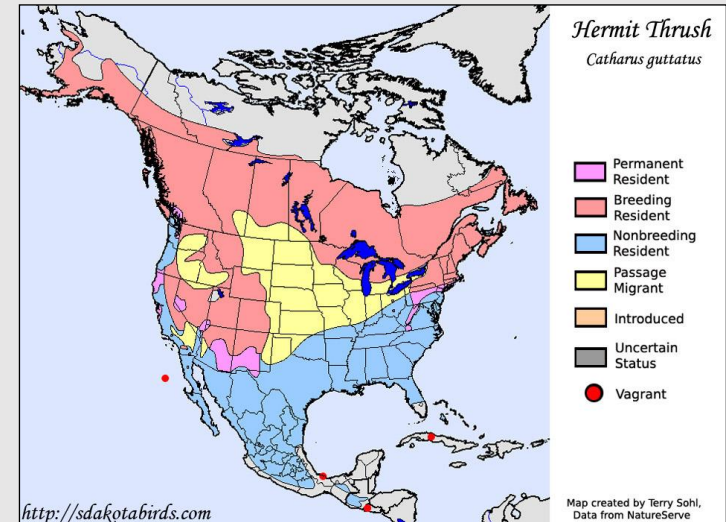 Hermit Thrush
Catharus guttatus
Permanent
Resident
Breeding
Resident
Nonbreeding
Resident
Passage
Migrant
Introduced
Uncertain
Status
Vagrant
http://sdakotabirds.com
Map created by Terry Sohl,
Data from NatureServe